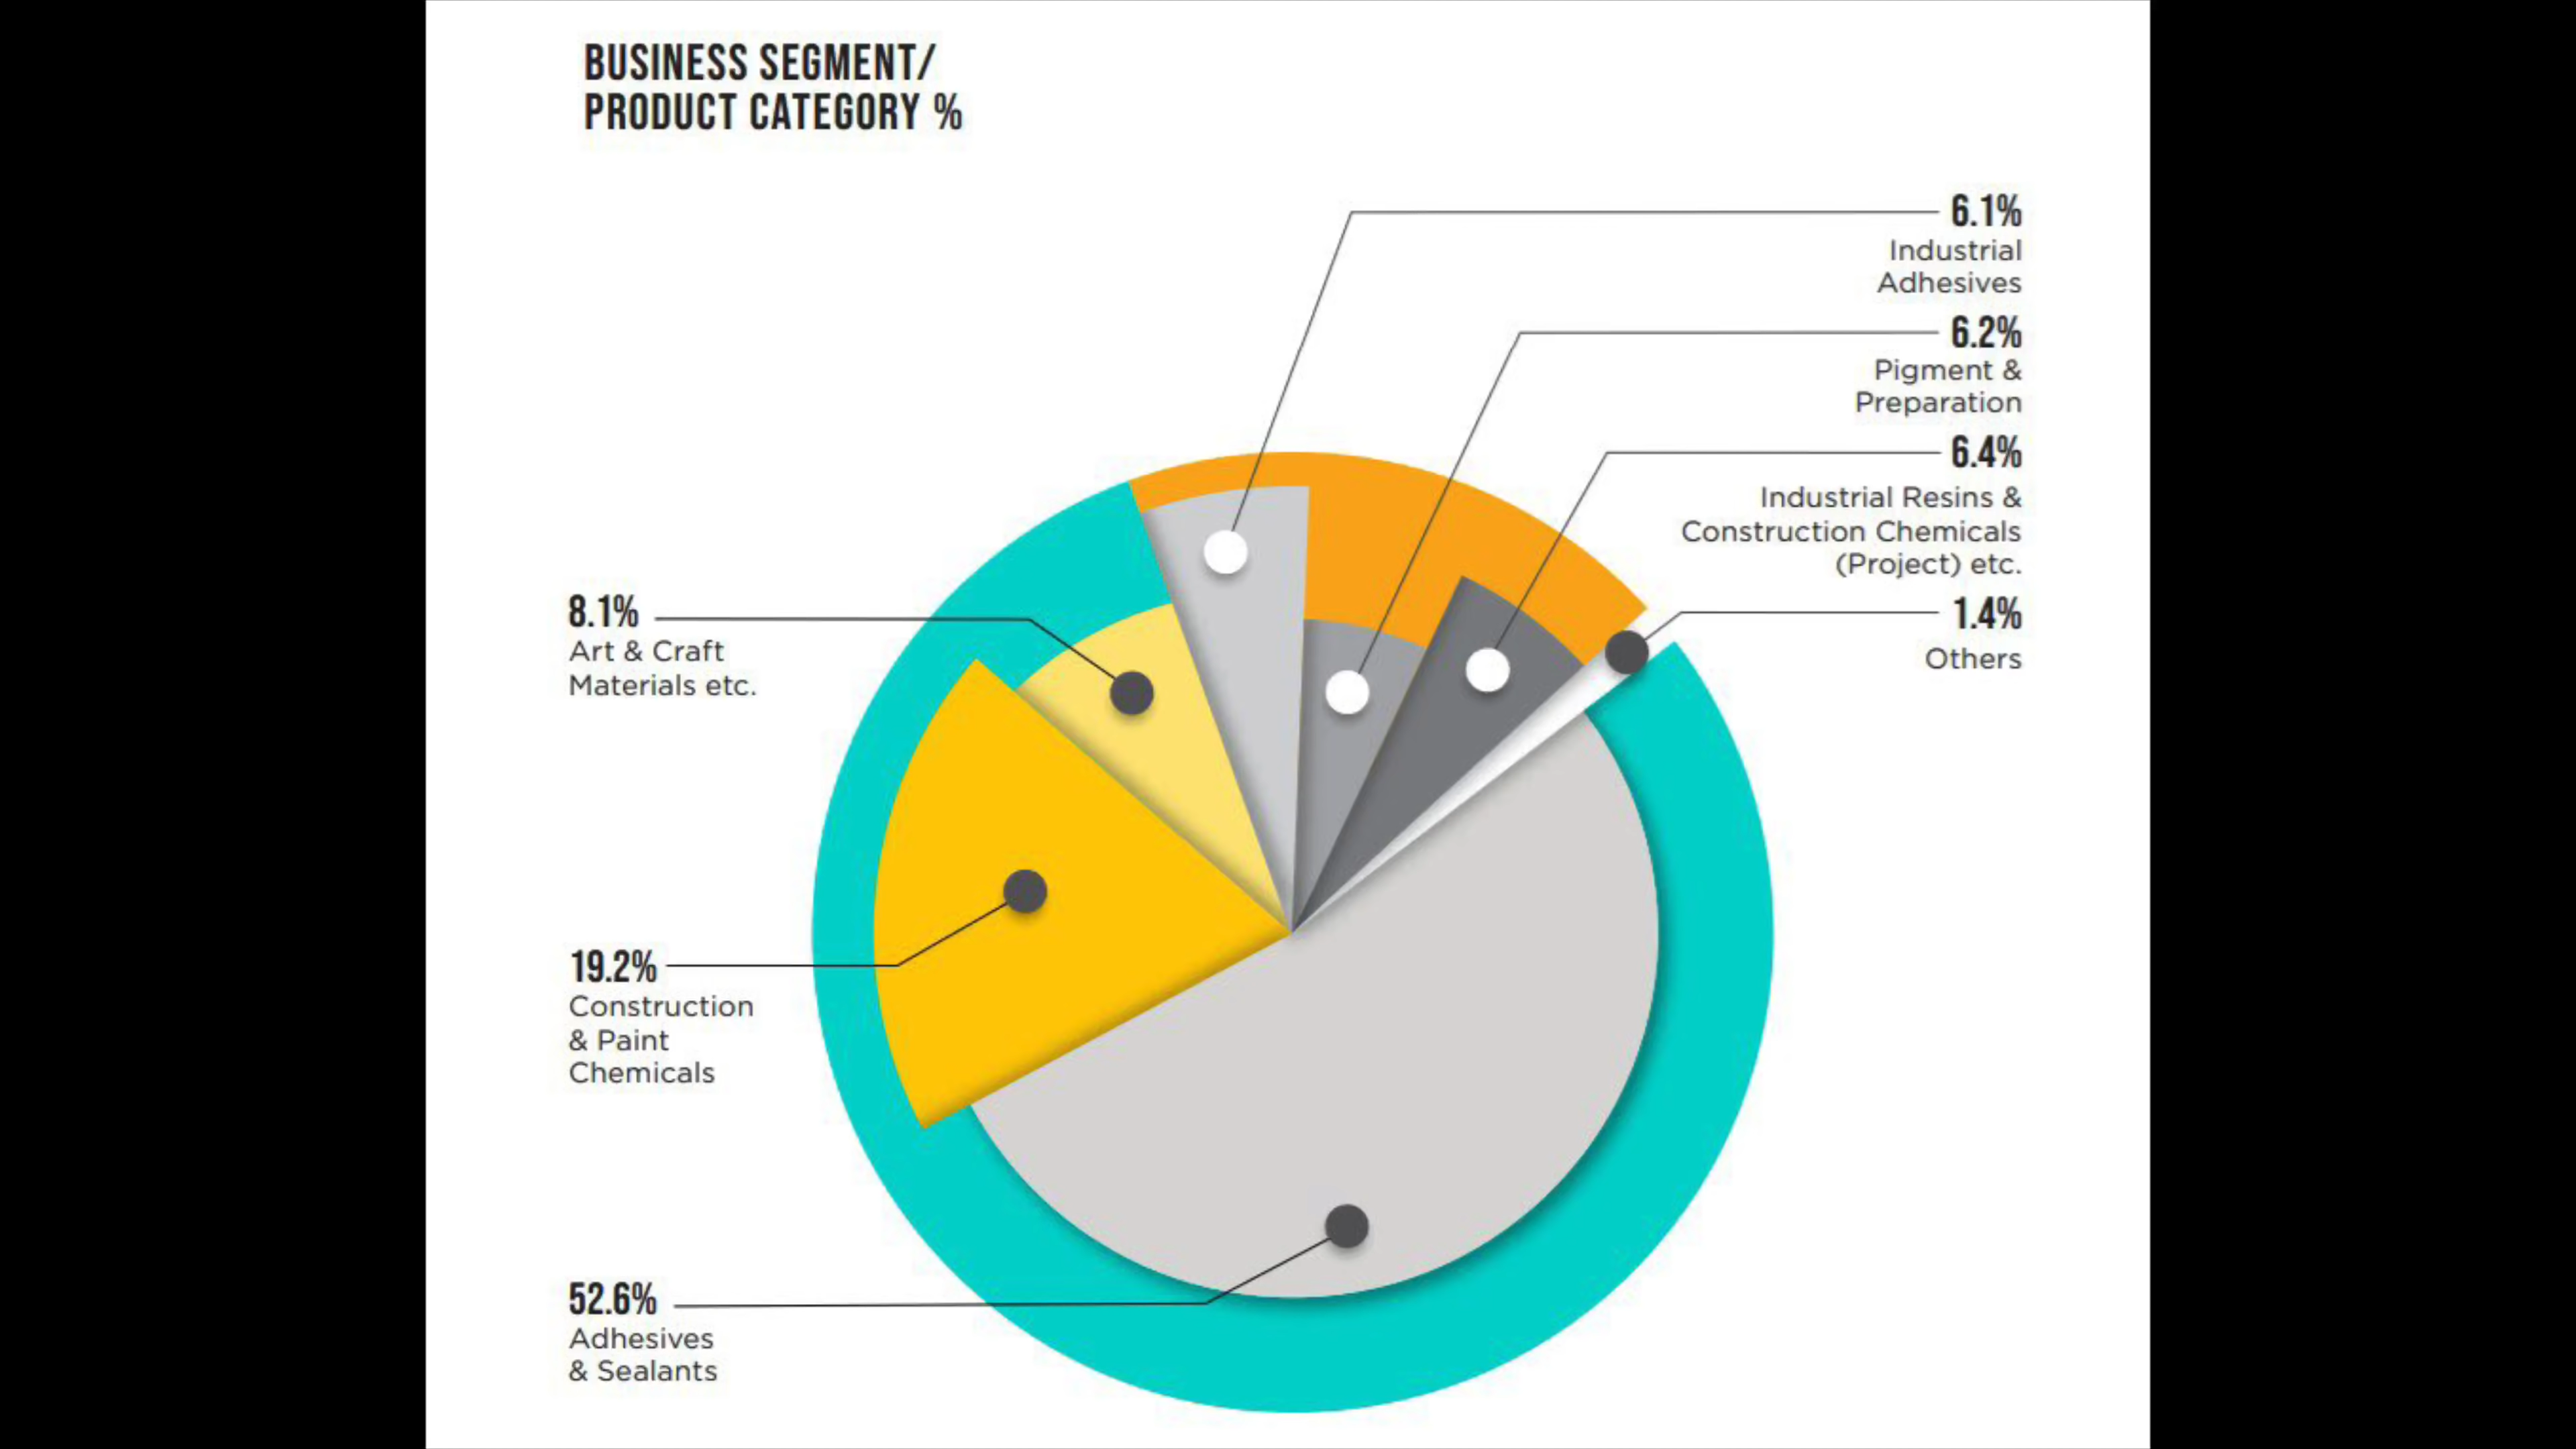 BUSINESS SEGMENT/
PRODUCT CATEGORY %
6.1%
Industrial
Adhesives
6.2%
Pigment &
Preparation
6.4%
Industrial Resins &
Construction Chemicals
(Project) etc.
1.4%
Others
8.1%
Art & Craft
Materials etc.
19.2%
Construction
& Paint
Chemicals
52.6%
Adhesives
& Sealants